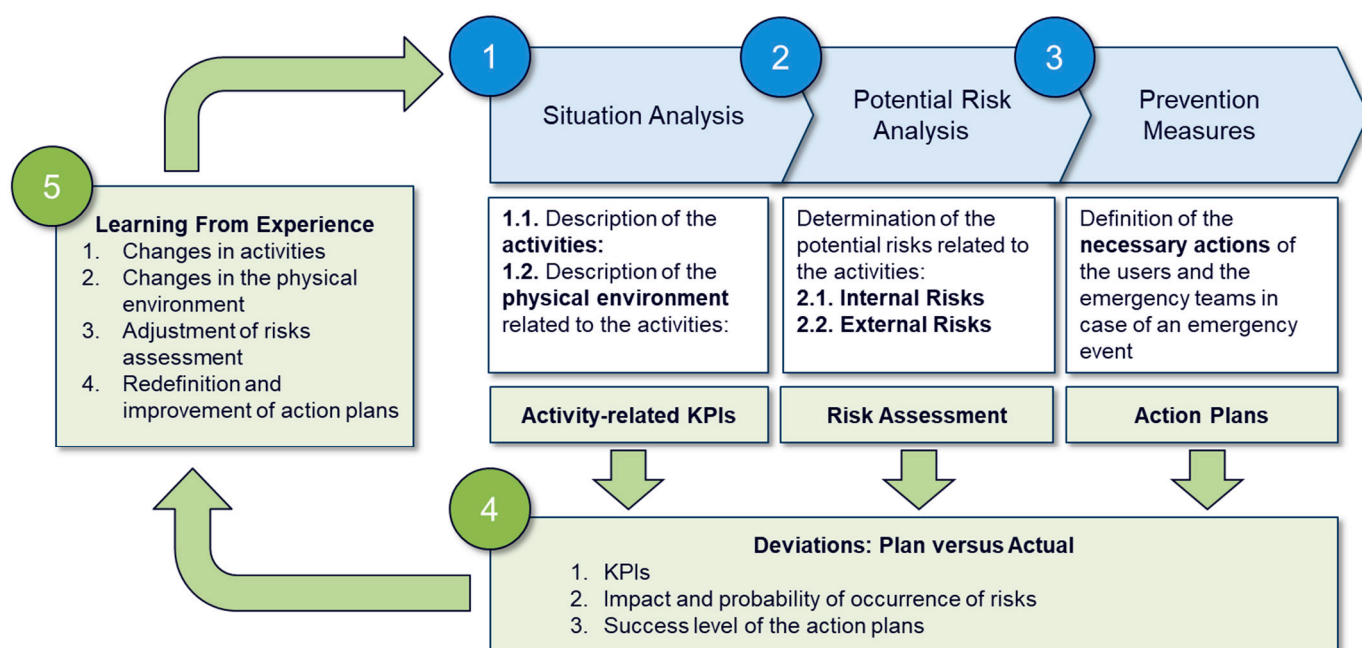 1
Situation Analysis
2
Potential Risk
Analysis
3
Prevention
Measures
1.1. Description of the
activities:
1.2. Description of the
physical environment
related to the activities:
Determination of the
potential risks related to
the activities:
2.1. Internal Risks
2.2. External Risks
Definition of the
necessary actions of
the users and the
emergency teams in
case of an emergency
event
Activity-related KPIs
Risk Assessment
Action Plans
4
Deviations: Plan versus Actual
1. KPIs
2. Impact and probability of occurrence of risks
3. Success level of the action plans
5
Learning From Experience
1. Changes in activities
2. Changes in the physical
environment
3. Adjustment of risks
assessment
4. Redefinition and
improvement of action plans